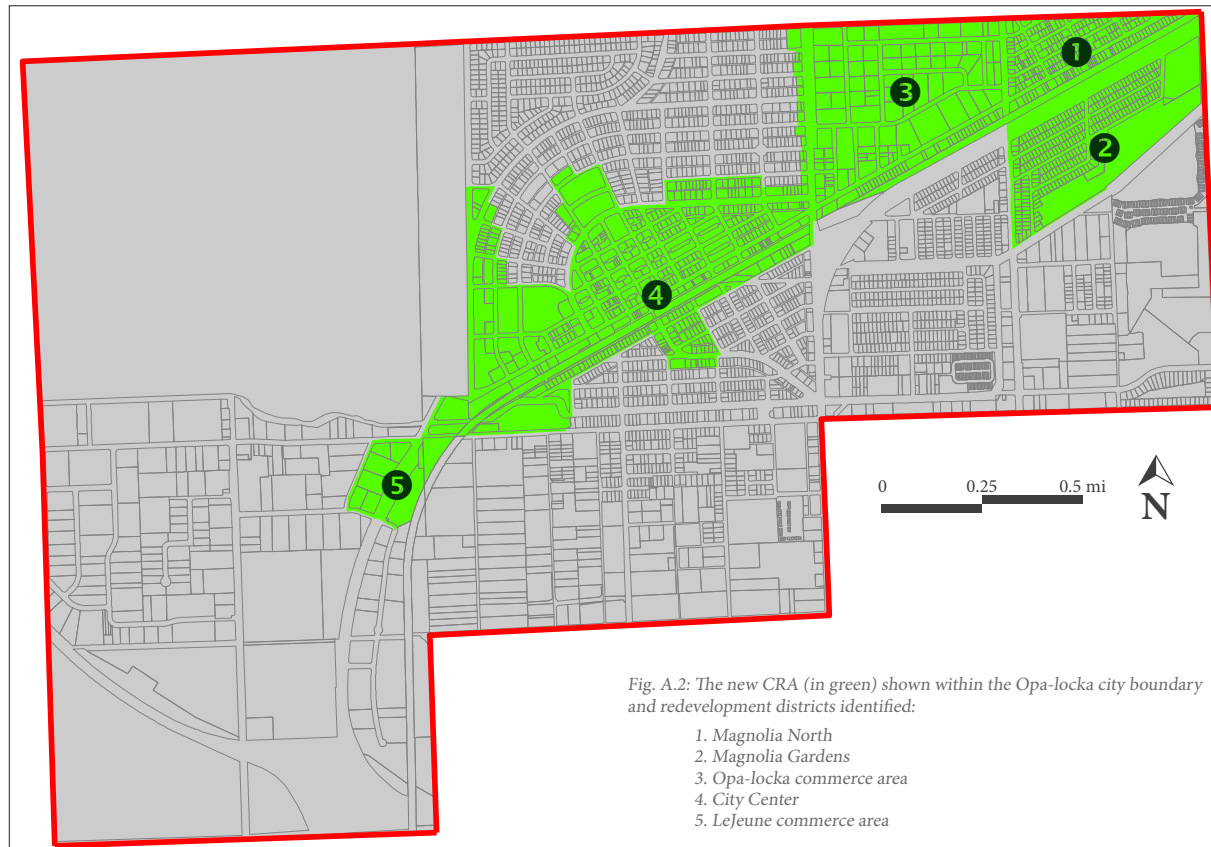 1
3
2
4
5
0 0.25 0.5 mi
N
Fig. A.2: The new CRA (in green) shown within the Opa-locka city boundary
and redevelopment districts identified:
1. Magnolia North
2. Magnolia Gardens
3. Opa-locka commerce area
4. City Center
5. LeJeune commerce area